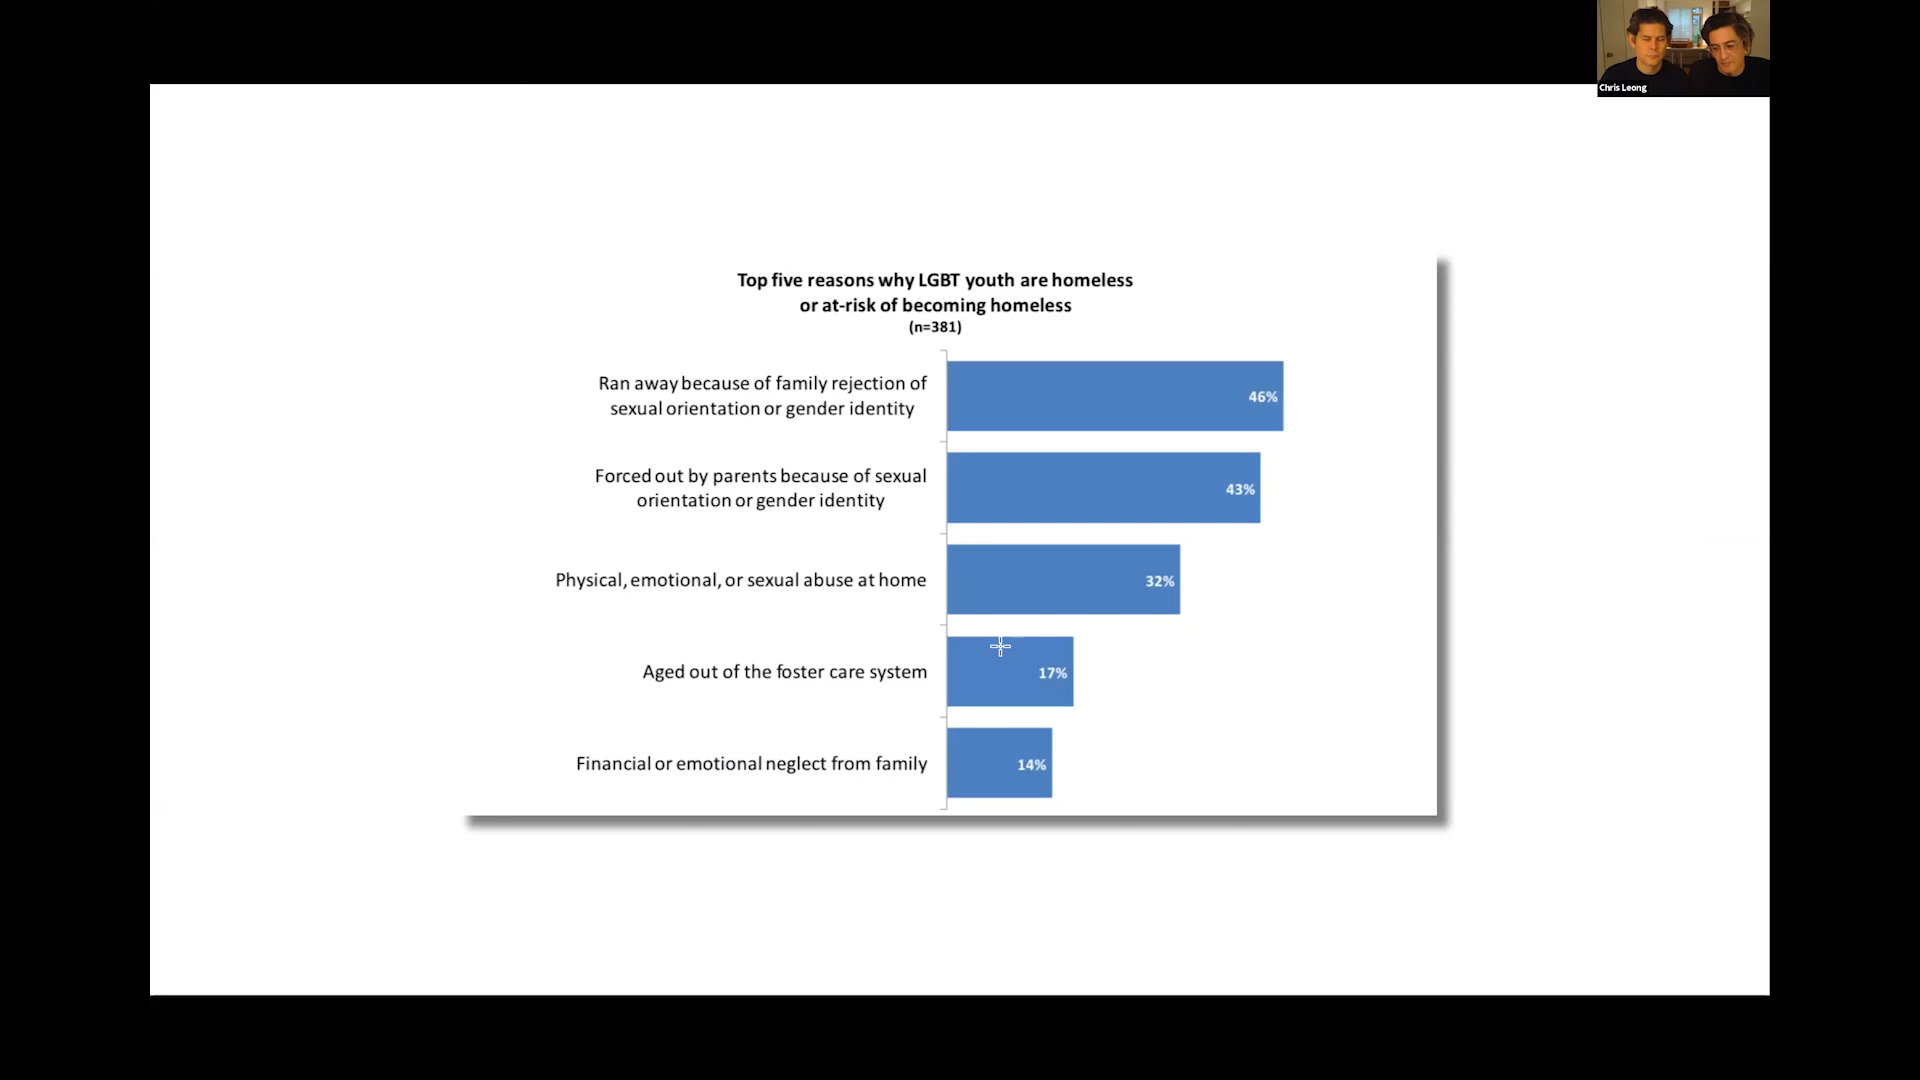 Chris Leong
Top five reasons why LGBT youth are homeless
or at-risk of becoming homeless
(n=381)
Ran away because of family rejection of
sexual orientation or gender identity
46%
Forced out by parents because of sexual
orientation or gender identity
43%
Physical, emotional, or sexual abuse at home
32%
Aged out of the foster care system
17%
Financial or emotional neglect from family
14%